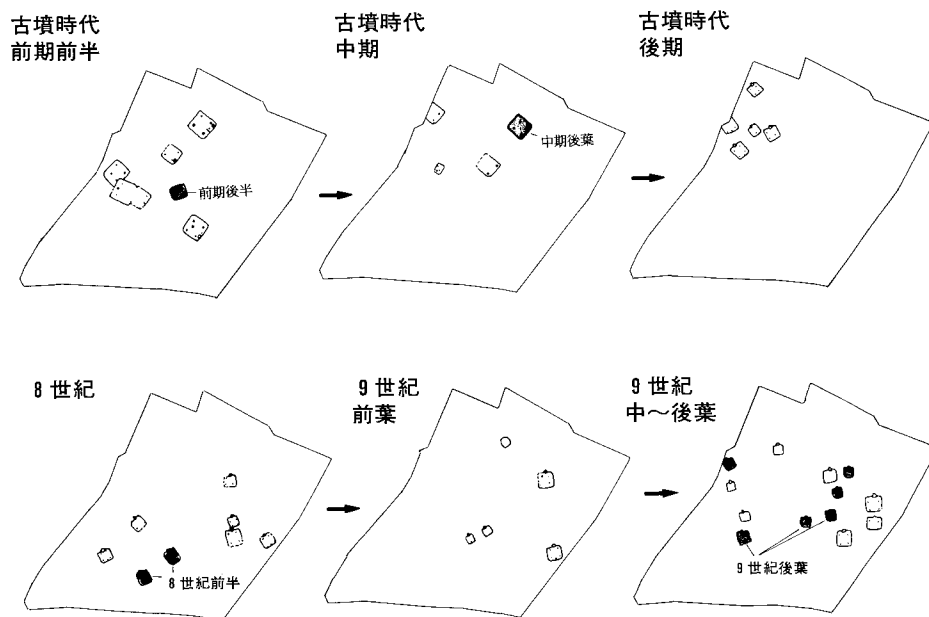 古墳時代
前期前半
前期後半
古墳時代
中期
中期後葉
古墳時代
後期
8世紀
8世紀前半
9世紀
前葉
9世紀
中～後葉
9世紀後葉